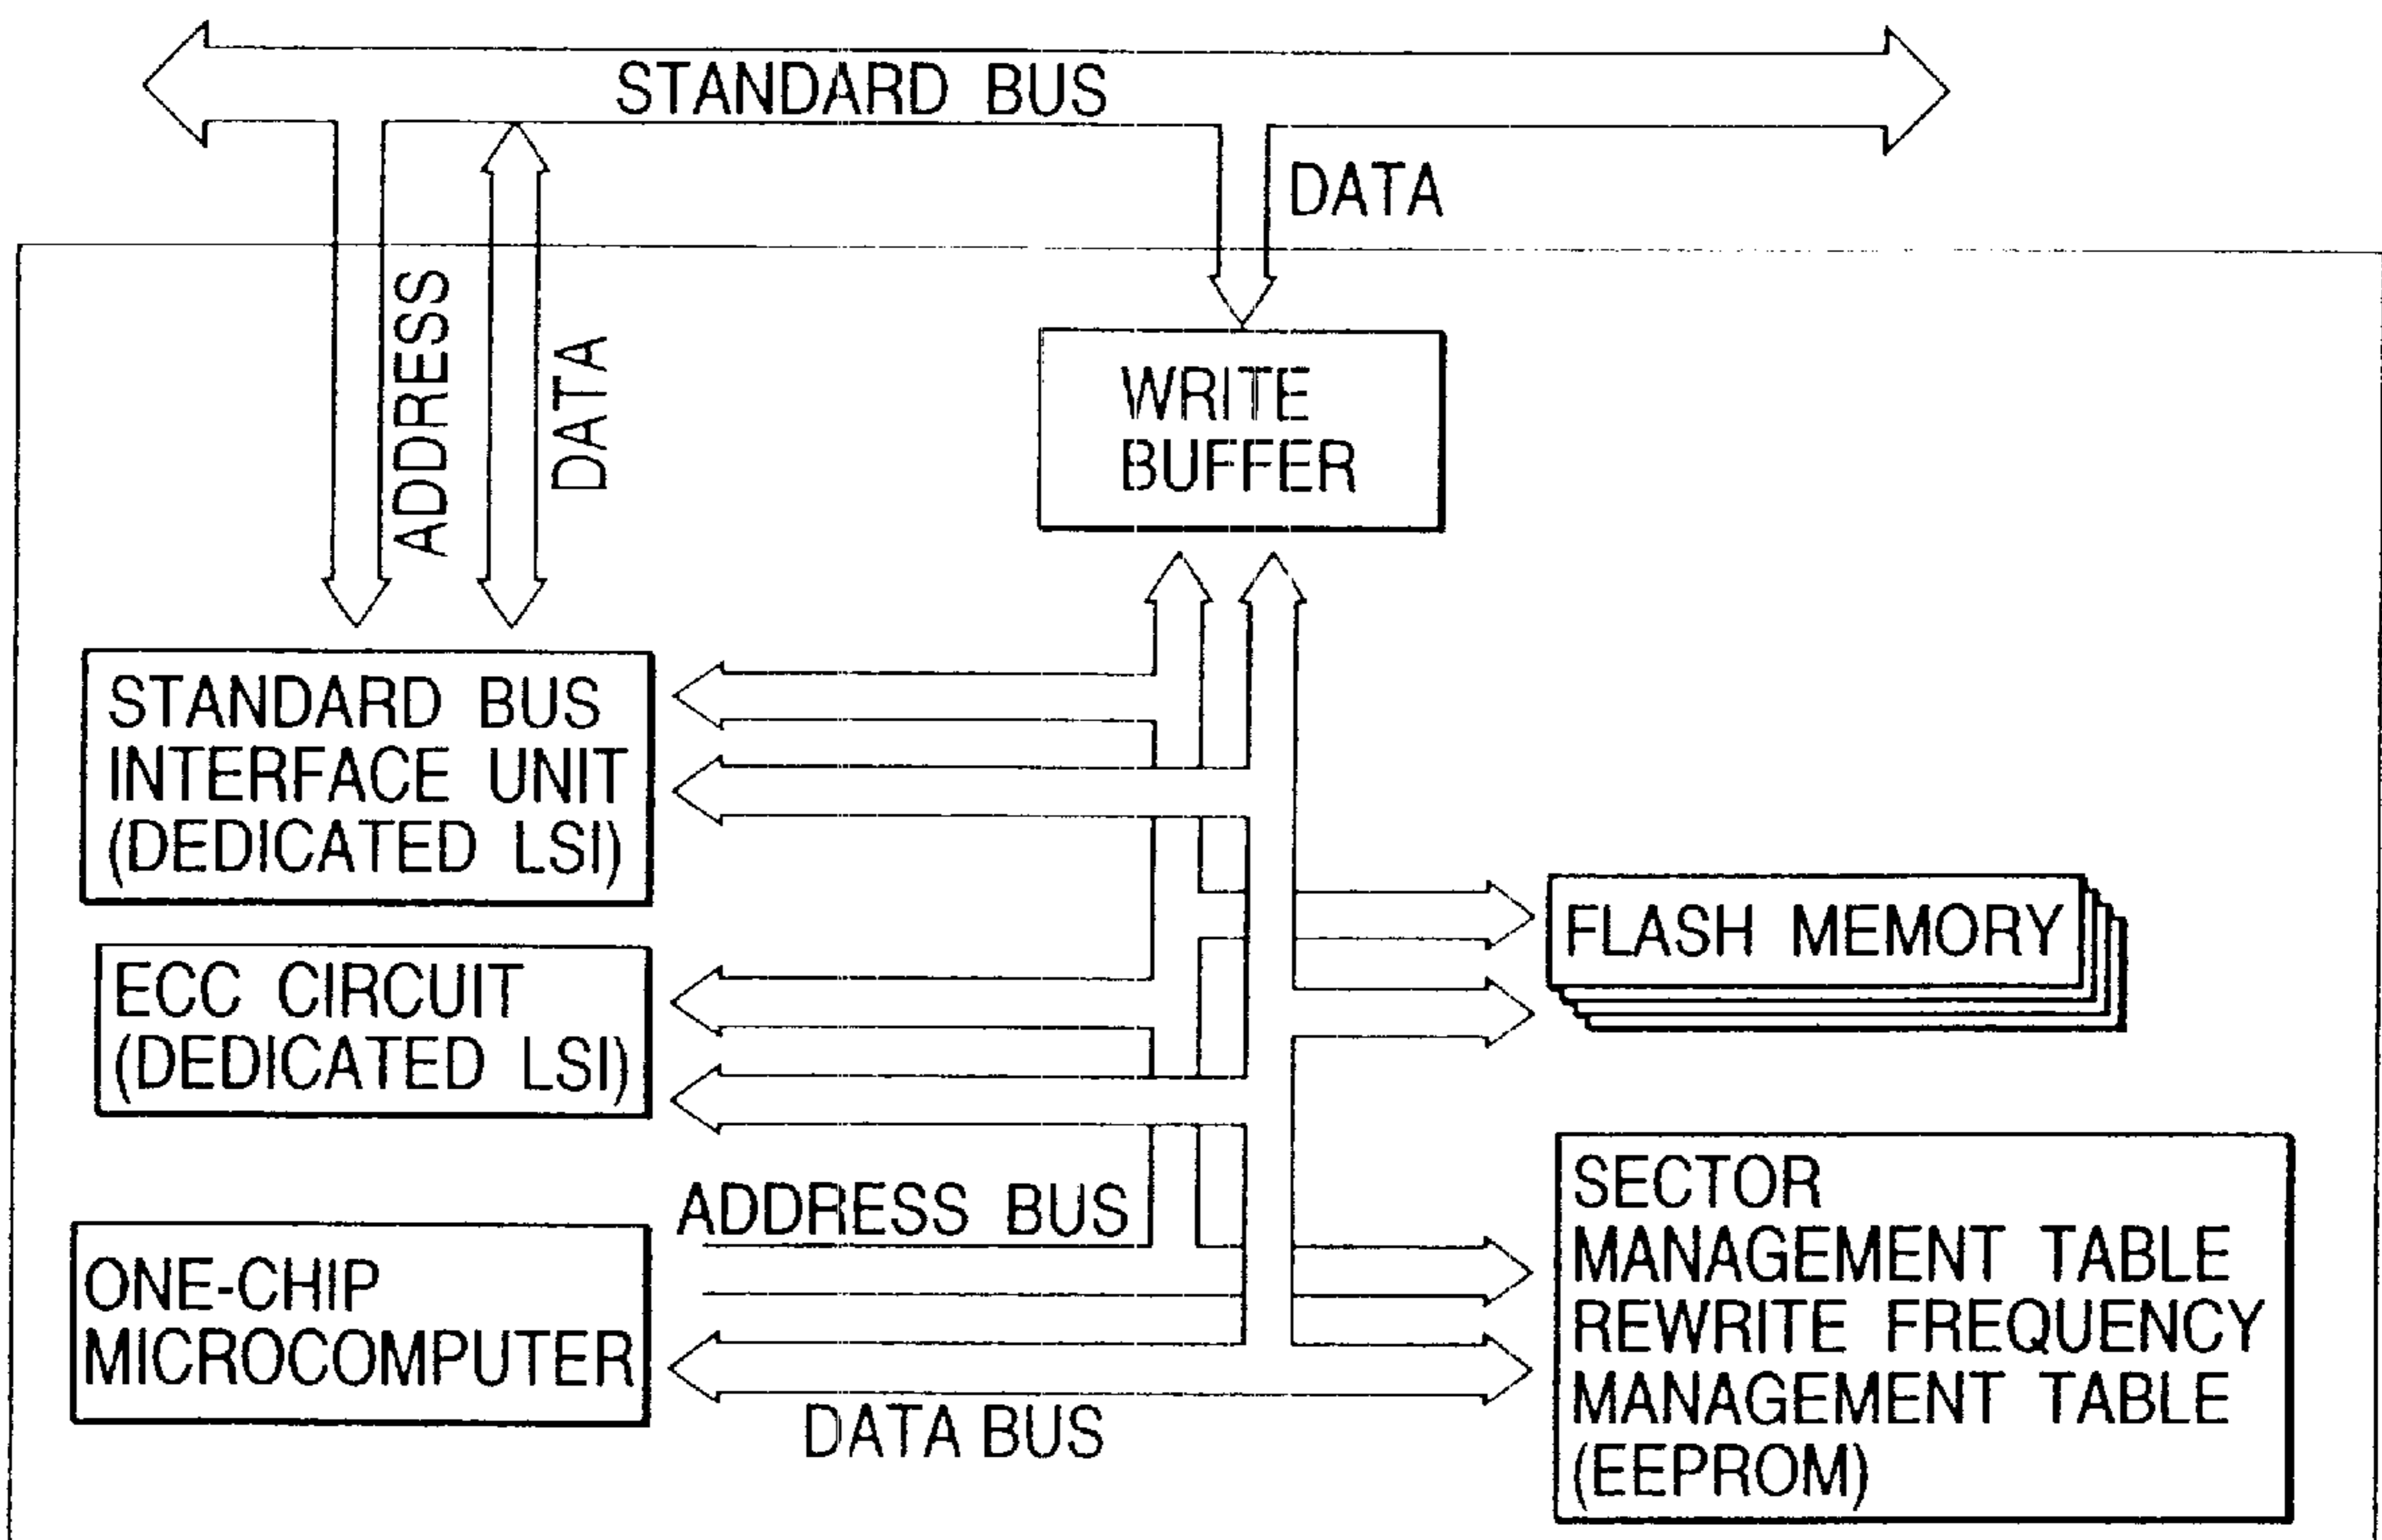 STANDARD BUS
DATA
ADDRESS
DATA
WRITE
BUFFER
STANDARD BUS
INTERFACE UNIT
(DEDICATED LSI)
FLASH MEMORY
ECC CIRCUIT
(DEDICATED LSI)
ADDRESS BUS
ONE-CHIP
MICROCOMPUTER
SECTOR
MANAGEMENT TABLE
REWRITE FREQUENCY
MANAGEMENT TABLE
(EEPROM)
DATA BUS